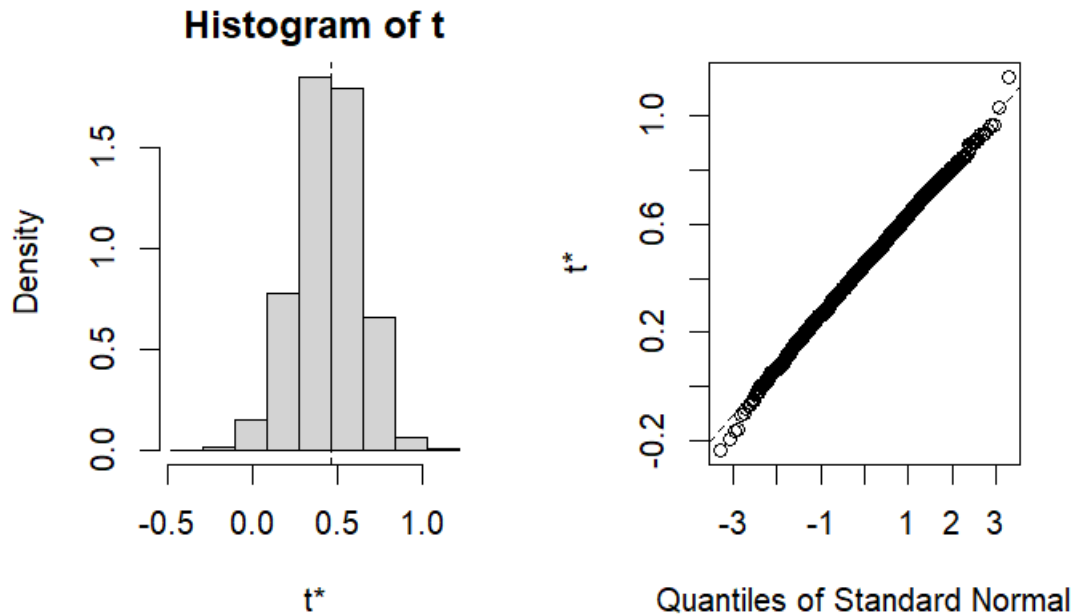 Histogram of t
Density
0.0 0.5 1.0 1.5
-0.5 0.0 0.5 1.0
t*
t*
-0.2 0.2 0.6 1.0
-3 -1 1 2 3
Quantiles of Standard Normal